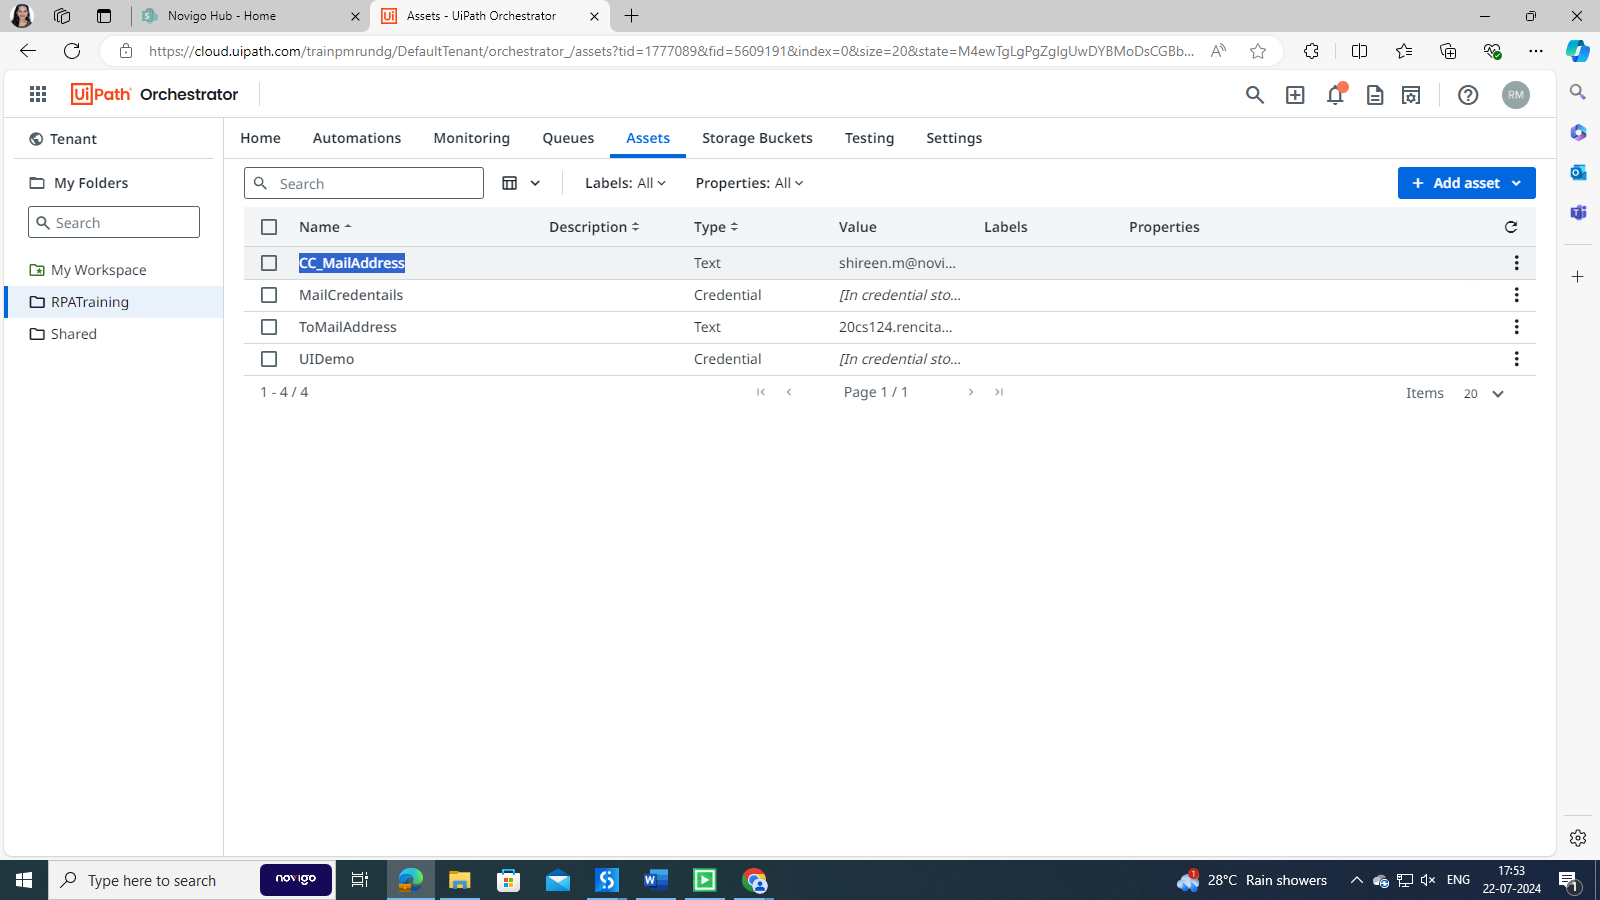 Novigo Hub - Home
Assets - UiPath Orchestrator
https://cloud.uipath.com/trainpmrundg/DefaultTenant/orchestrator_/assets?tid=1777089&fid=5609191&index=0&size=20&state=M4ewTgLgPgZglgIgUwDYBMoDsCGBb...
UiPath Orchestrator
RM
Tenant
Home Automations Monitoring Queues Assets Storage Buckets Testing Settings
My Folders
Search
Search
Labels: All
Properties: All
Add asset
My Workspace
RPATraining
Shared
Name Description Type Value Labels Properties
CC_MailAddress Text shireen.m@novi...
MailCredentails Credential [In credential sto...
ToMailAddress Text 20cs124.rencita...
UIDemo Credential [In credential sto...
1 - 4 / 4
Page 1 / 1
Items 20
Type here to search
novigo
1
28°C Rain showers
ENG
17:53
22-07-2024
1